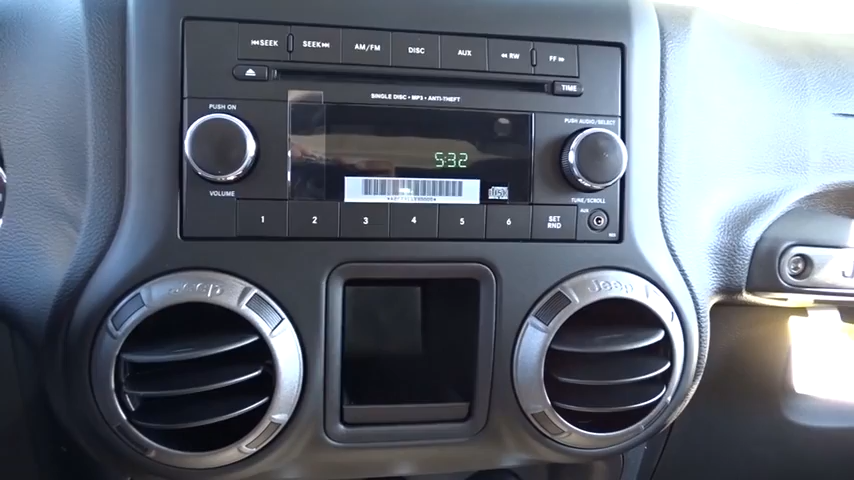 ⏮SEEK SEEK⏭ AM/FM DISC AUX ◀◀RW FF▶▶
⏏ TIME
SINGLE DISC • MP3 • ANTI-THEFT
PUSH ON PUSH AUDIO/SELECT
5:32
VOLUME TUNE/SCROLL
1 2 3 4 5 6 SET RND AUX
Jeep Jeep